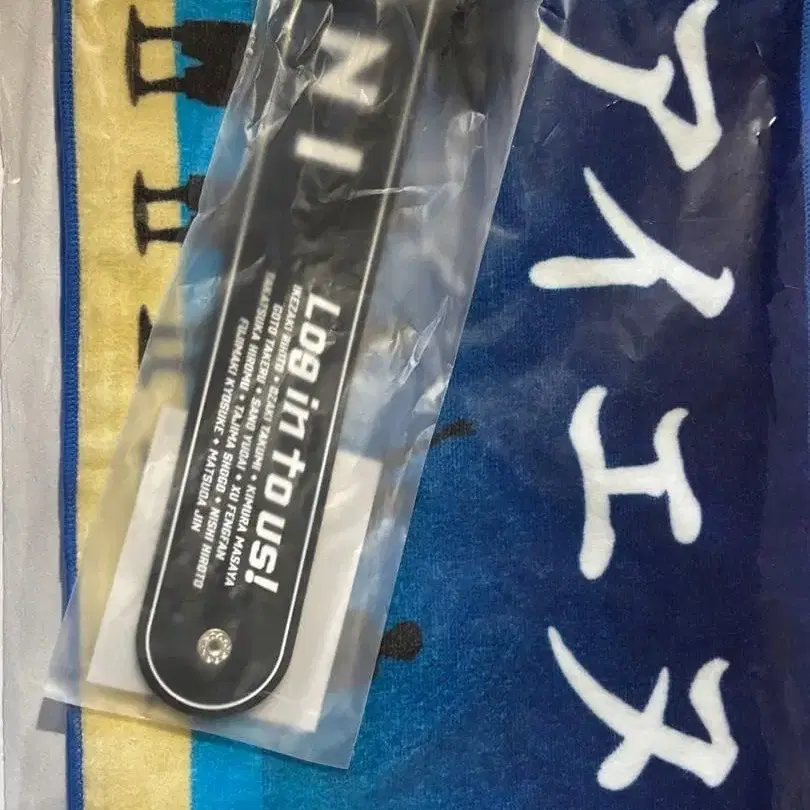 NI
Log in to us!
IKEZAKI RIHITO • OZAKI TAKUMI • KIMURA MASAYA
GOTO TAKERU • SANO YUDAI • XU FENGFAN
TAKATSUKA HIROMU • TAJIMA SHOGO • NISHI HIROTO
FUJIMAKI KYOSUKE • MATSUDA JIN
アイエヌ